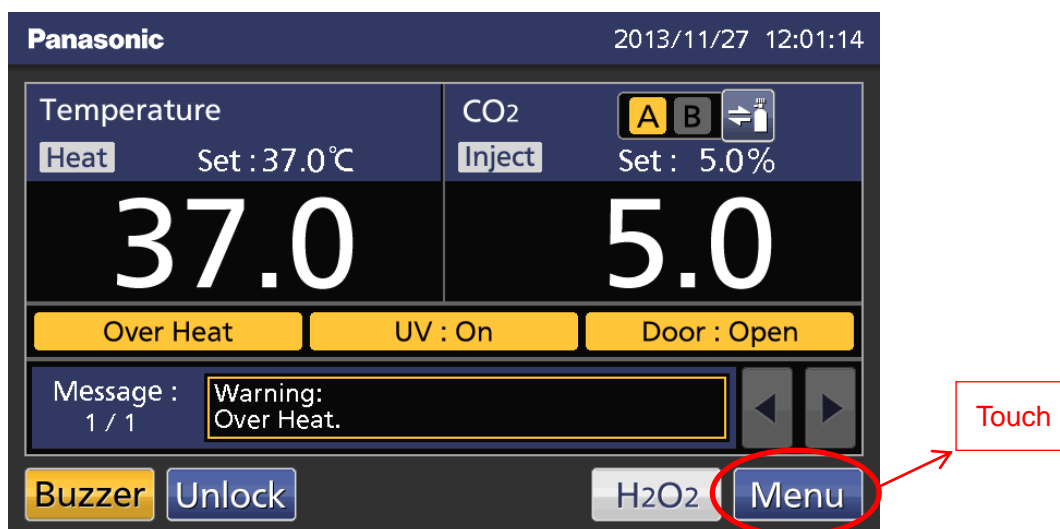 Panasonic 2013/11/27 12:01:14
Temperature
Heat Set : 37.0℃
37.0
CO2 A B
Inject Set : 5.0%
5.0
Over Heat UV : On Door : Open
Message : 1 / 1
Warning:
Over Heat.
Touch
Buzzer Unlock H2O2 Menu